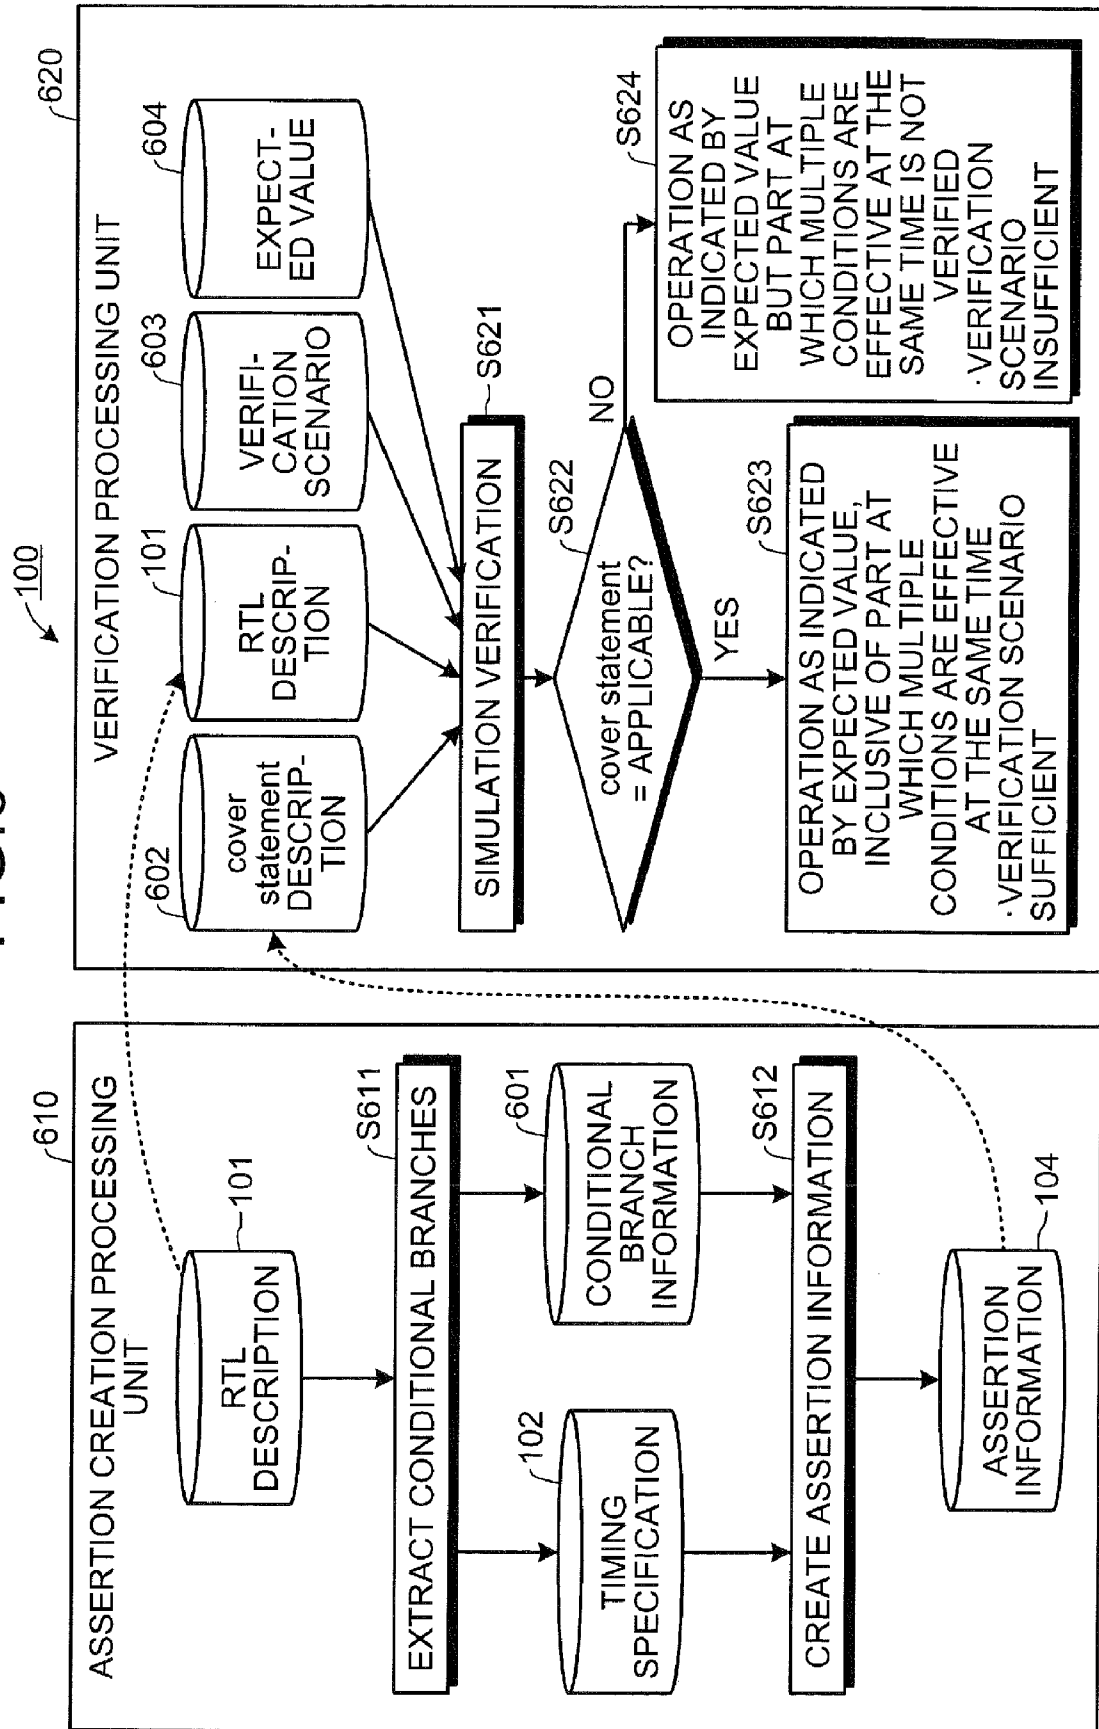 100
ASSERTION CREATION PROCESSING
UNIT
610
RTL
DESCRIPTION
101
S611
EXTRACT CONDITIONAL BRANCHES
102
TIMING
SPECIFICATION
601
CONDITIONAL
BRANCH
INFORMATION
S612
CREATE ASSERTION INFORMATION
ASSERTION
INFORMATION
104
VERIFICATION PROCESSING UNIT
620
602
cover
statement
DESCRIP-
TION
101
RTL
DESCRIP-
TION
603
VERIFI-
CATION
SCENARIO
604
EXPECT-
ED VALUE
S621
SIMULATION VERIFICATION
S622
cover statement
= APPLICABLE?
NO
YES
S623
OPERATION AS INDICATED
BY EXPECTED VALUE,
INCLUSIVE OF PART AT
WHICH MULTIPLE
CONDITIONS ARE EFFECTIVE
AT THE SAME TIME
·VERIFICATION SCENARIO
SUFFICIENT
S624
OPERATION AS
INDICATED BY
EXPECTED VALUE
BUT PART AT
WHICH MULTIPLE
CONDITIONS ARE
EFFECTIVE AT THE
SAME TIME IS NOT
VERIFIED
·VERIFICATION
SCENARIO
INSUFFICIENT